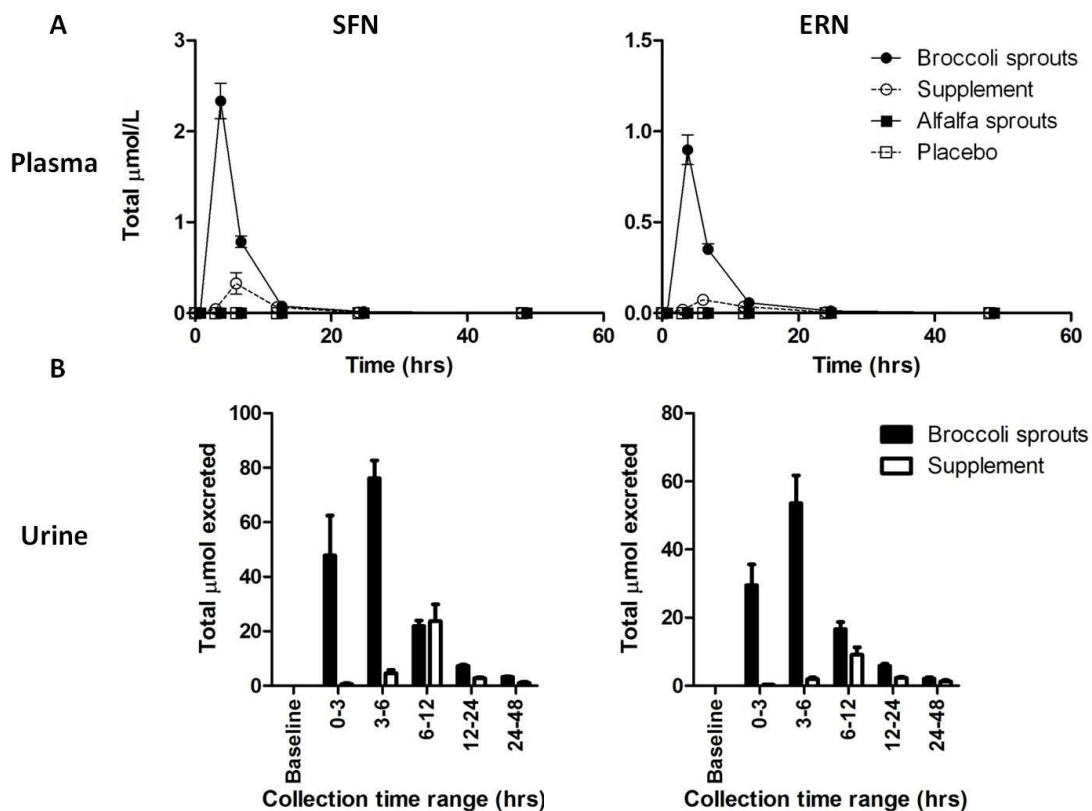 A
SFN
ERN
Plasma
Total μmol/L
3
2
1
0
0 20 40 60
Time (hrs)
1.0
0.5
0.0
0 20 40 60
Time (hrs)
Broccoli sprouts
Supplement
Alfalfa sprouts
Placebo
B
Urine
Total μmol excreted
100
80
60
40
20
0
Baseline
0-3
3-6
6-12
12-24
24-48
Collection time range (hrs)
Total μmol excreted
80
60
40
20
0
Baseline
0-3
3-6
6-12
12-24
24-48
Collection time range (hrs)
Broccoli sprouts
Supplement